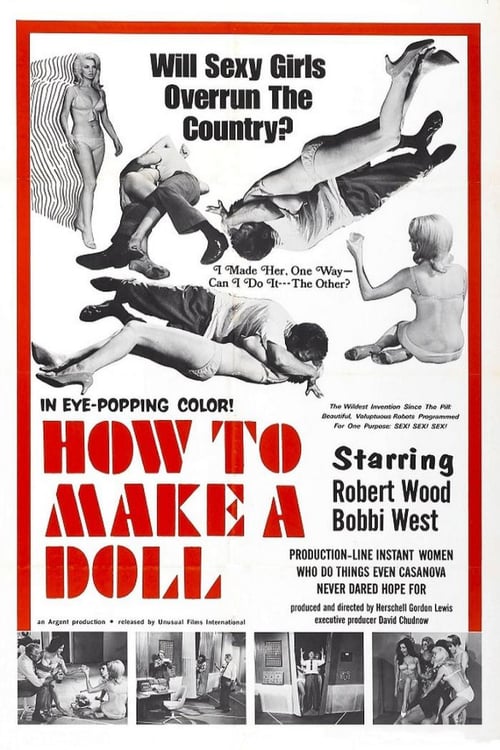 Will Sexy Girls
Overrun The
Country?
I Made Her, One Way—
Can I Do It---The Other?
IN EYE-POPPING COLOR!
The Wildest Invention Since The Pill:
Beautiful, Voluptuous Robots Programmed
For One Purpose: SEX! SEX! SEX!
HOW TO
MAKE A
DOLL
Starring
Robert Wood
Bobbi West
PRODUCTION-LINE INSTANT WOMEN
WHO DO THINGS EVEN CASANOVA
NEVER DARED HOPE FOR
produced and directed by Herschell Gordon Lewis
executive producer David Chudnow
an Argent production • released by Unusual Films International